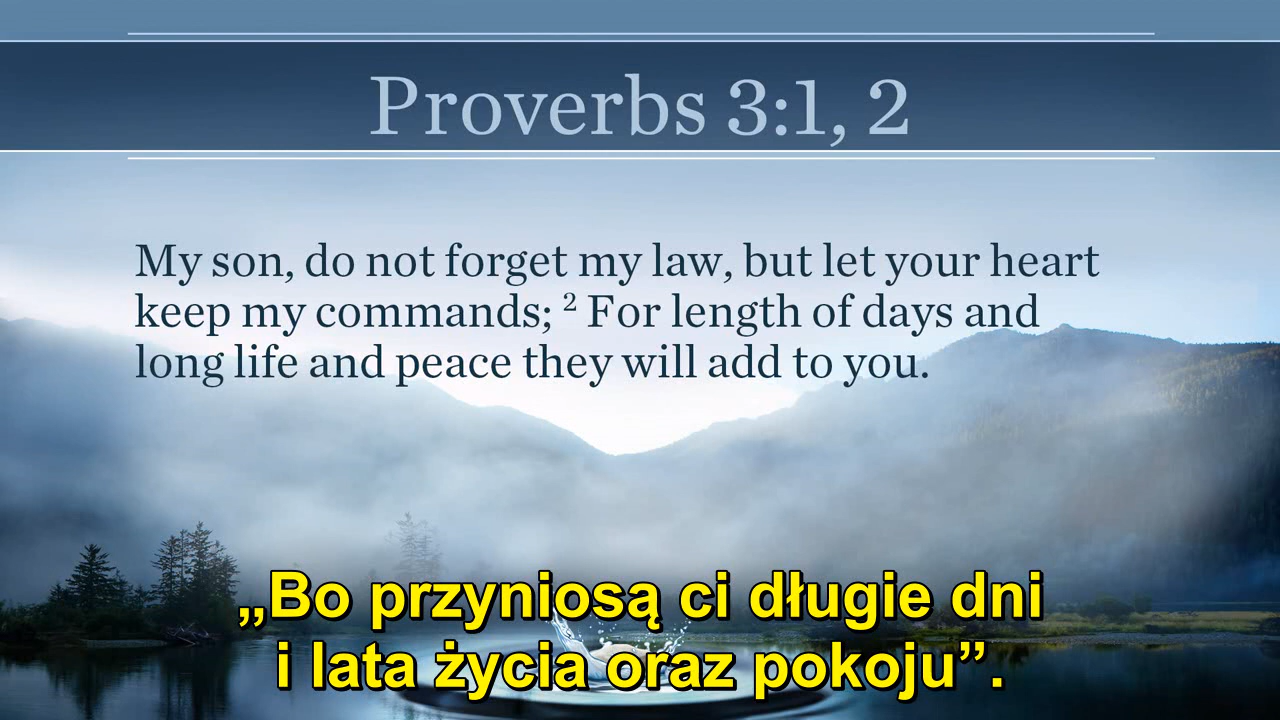 Proverbs 3:1, 2
My son, do not forget my law, but let your heart
keep my commands; ² For length of days and
long life and peace they will add to you.
„Bo przyniosą ci długie dni
i lata życia oraz pokoju”.